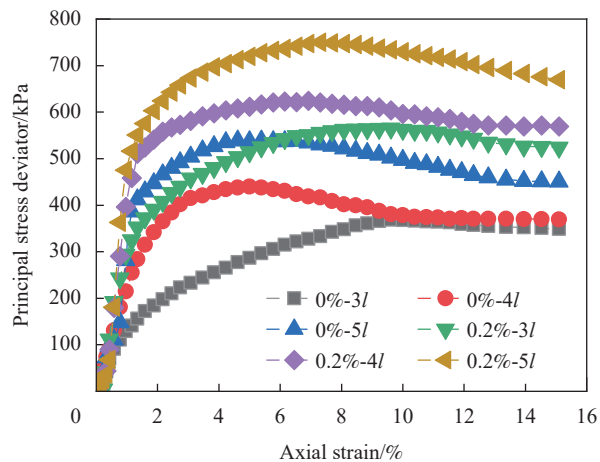 800
700
600
500
400
300
200
100
Principal stress deviator/kPa
0%-3l
0%-4l
0%-5l
0.2%-3l
0.2%-4l
0.2%-5l
0 2 4 6 8 10 12 14 16
Axial strain/%